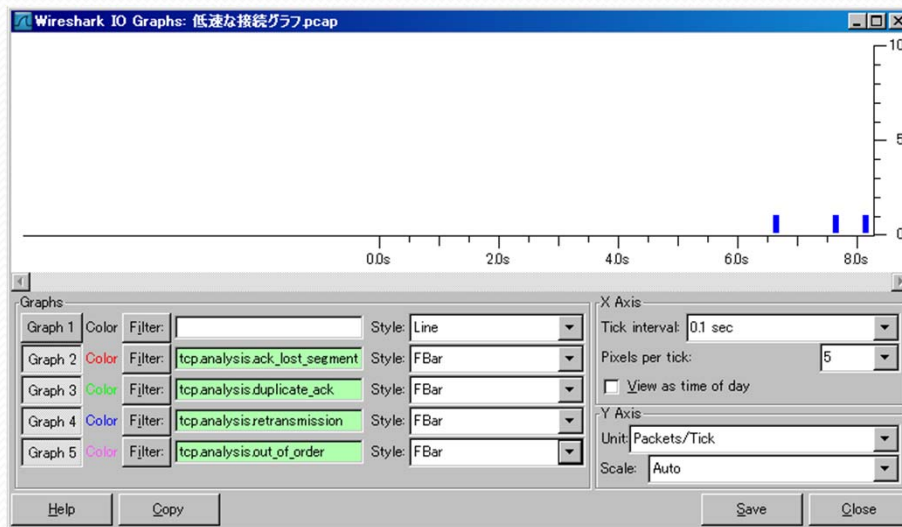 Wireshark IO Graphs: 低速な接続グラフ.pcap
10
5
0
0.0s 2.0s 4.0s 6.0s 8.0s
Graphs
Graph 1 Color Filter: Style: Line
Graph 2 Color Filter: tcp.analysis.ack_lost_segment Style: FBar
Graph 3 Color Filter: tcp.analysis.duplicate_ack Style: FBar
Graph 4 Color Filter: tcp.analysis.retransmission Style: FBar
Graph 5 Color Filter: tcp.analysis.out_of_order Style: FBar
X Axis
Tick interval: 0.1 sec
Pixels per tick: 5
View as time of day
Y Axis
Unit: Packets/Tick
Scale: Auto
Help Copy Save Close